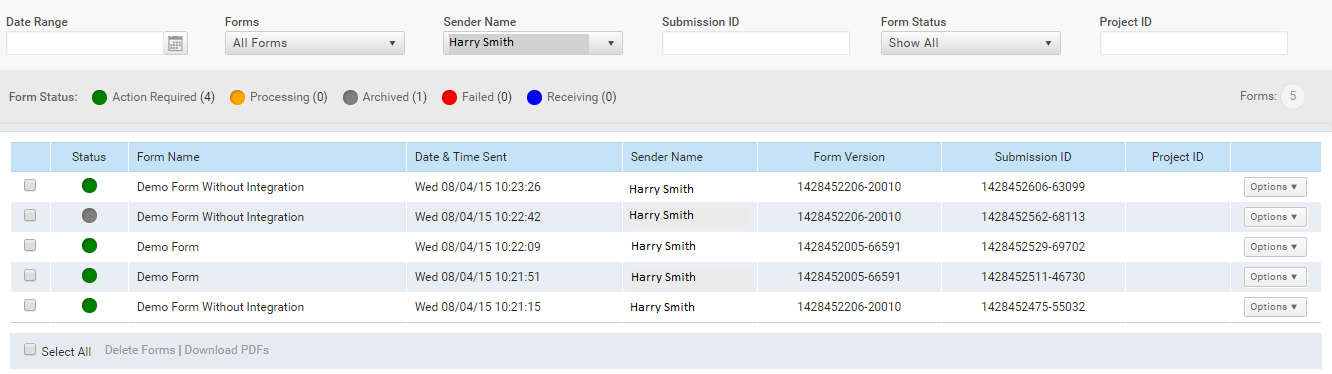 Date Range Forms Sender Name Submission ID Form Status Project ID
All Forms Harry Smith Show All
Form Status: Action Required (4) Processing (0) Archived (1) Failed (0) Receiving (0) Forms: 5
Status Form Name Date & Time Sent Sender Name Form Version Submission ID Project ID
Demo Form Without Integration Wed 08/04/15 10:23:26 Harry Smith 1428452206-20010 1428452606-63099 Options
Demo Form Without Integration Wed 08/04/15 10:22:42 Harry Smith 1428452206-20010 1428452562-68113 Options
Demo Form Wed 08/04/15 10:22:09 Harry Smith 1428452005-66591 1428452529-69702 Options
Demo Form Wed 08/04/15 10:21:51 Harry Smith 1428452005-66591 1428452511-46730 Options
Demo Form Without Integration Wed 08/04/15 10:21:15 Harry Smith 1428452206-20010 1428452475-55032 Options
Select All Delete Forms | Download PDFs